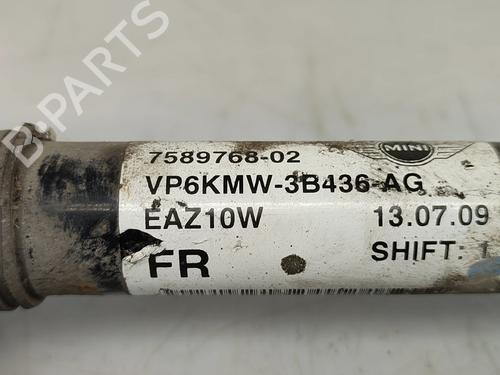 MINI
7589768-02
VP6KMW-3B436-AG
EAZ10W 13.07.09
FR SHIFT: 1
B-PARTS